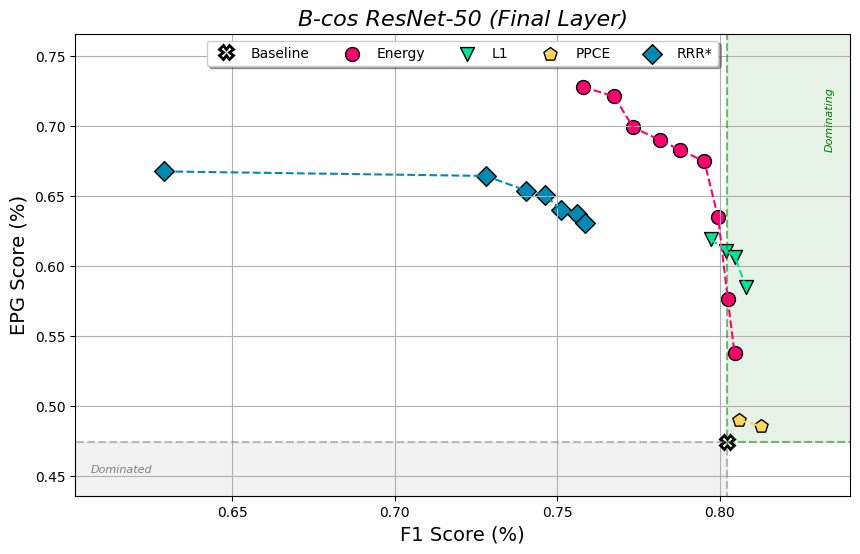 B-cos ResNet-50 (Final Layer)
Baseline Energy L1 PPCE RRR*
Dominating
Dominated
EPG Score (%)
0.75
0.70
0.65
0.60
0.55
0.50
0.45
0.65 0.70 0.75 0.80
F1 Score (%)